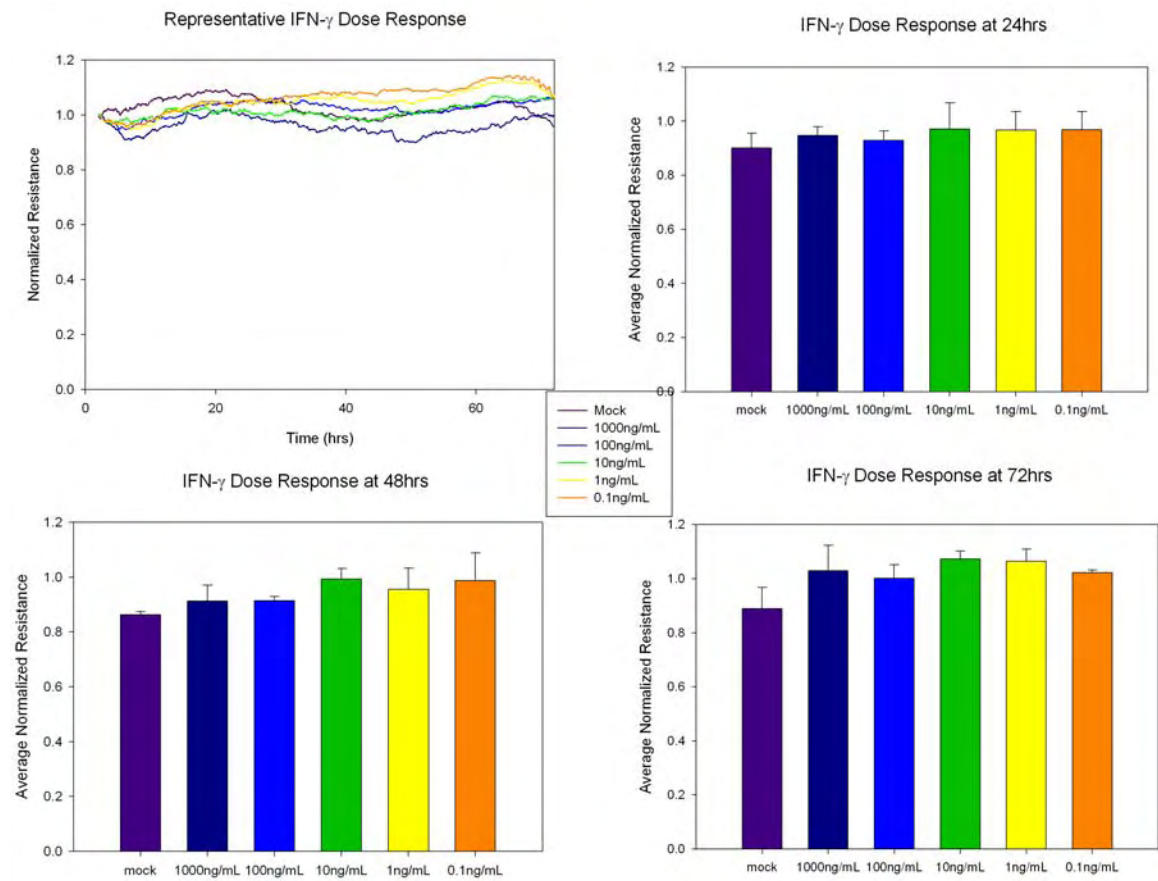 Representative IFN-γ Dose Response
1.2
1.0
0.8
0.6
0.4
0.2
0.0
Normalized Resistance
0 20 40 60
Time (hrs)
IFN-γ Dose Response at 24hrs
1.2
1.0
0.8
0.6
0.4
0.2
0.0
Average Normalized Resistance
mock 1000ng/mL 100ng/mL 10ng/mL 1ng/mL 0.1ng/mL
Mock
1000ng/mL
100ng/mL
10ng/mL
1ng/mL
0.1ng/mL
IFN-γ Dose Response at 48hrs
1.2
1.0
0.8
0.6
0.4
0.2
0.0
Average Normalized Resistance
mock 1000ng/mL 100ng/mL 10ng/mL 1ng/mL 0.1ng/mL
IFN-γ Dose Response at 72hrs
1.2
1.0
0.8
0.6
0.4
0.2
0.0
Average Normalized Resistance
mock 1000ng/mL 100ng/mL 10ng/mL 1ng/mL 0.1ng/mL